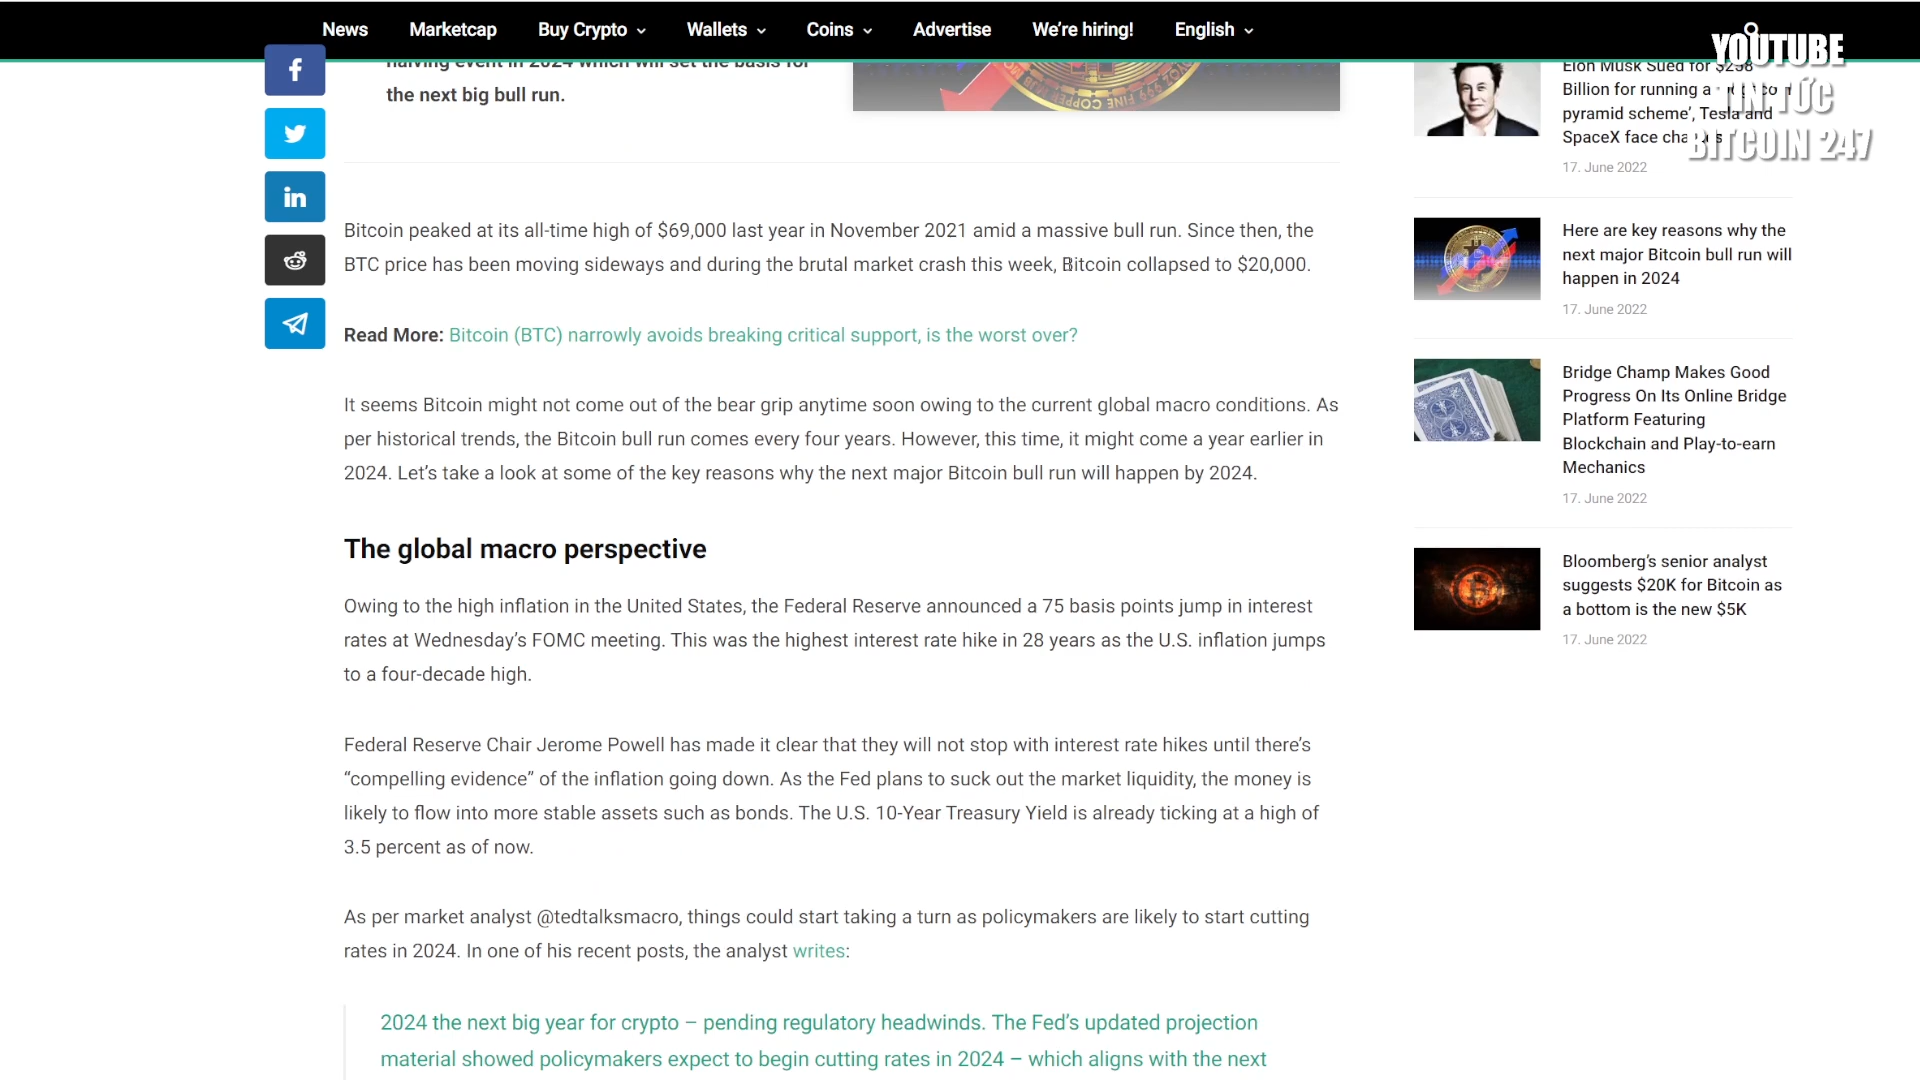 News Marketcap Buy Crypto Wallets Coins Advertise We're hiring! English
YOUTUBE
TIN TỨC
BITCOIN 247
halving event in 2024 which will set the basis for
the next big bull run.
Bitcoin peaked at its all-time high of $69,000 last year in November 2021 amid a massive bull run. Since then, the
BTC price has been moving sideways and during the brutal market crash this week, Bitcoin collapsed to $20,000.
Read More: Bitcoin (BTC) narrowly avoids breaking critical support, is the worst over?
It seems Bitcoin might not come out of the bear grip anytime soon owing to the current global macro conditions. As
per historical trends, the Bitcoin bull run comes every four years. However, this time, it might come a year earlier in
2024. Let's take a look at some of the key reasons why the next major Bitcoin bull run will happen by 2024.
The global macro perspective
Owing to the high inflation in the United States, the Federal Reserve announced a 75 basis points jump in interest
rates at Wednesday's FOMC meeting. This was the highest interest rate hike in 28 years as the U.S. inflation jumps
to a four-decade high.
Federal Reserve Chair Jerome Powell has made it clear that they will not stop with interest rate hikes until there's
“compelling evidence” of the inflation going down. As the Fed plans to suck out the market liquidity, the money is
likely to flow into more stable assets such as bonds. The U.S. 10-Year Treasury Yield is already ticking at a high of
3.5 percent as of now.
As per market analyst @tedtalksmacro, things could start taking a turn as policymakers are likely to start cutting
rates in 2024. In one of his recent posts, the analyst writes:
2024 the next big year for crypto – pending regulatory headwinds. The Fed's updated projection
material showed policymakers expect to begin cutting rates in 2024 – which aligns with the next
Elon Musk Sued for $258
Billion for running a
pyramid scheme', Tesla and
SpaceX face
17. June 2022
Here are key reasons why the
next major Bitcoin bull run will
happen in 2024
17. June 2022
Bridge Champ Makes Good
Progress On Its Online Bridge
Platform Featuring
Blockchain and Play-to-earn
Mechanics
17. June 2022
Bloomberg's senior analyst
suggests $20K for Bitcoin as
a bottom is the new $5K
17. June 2022